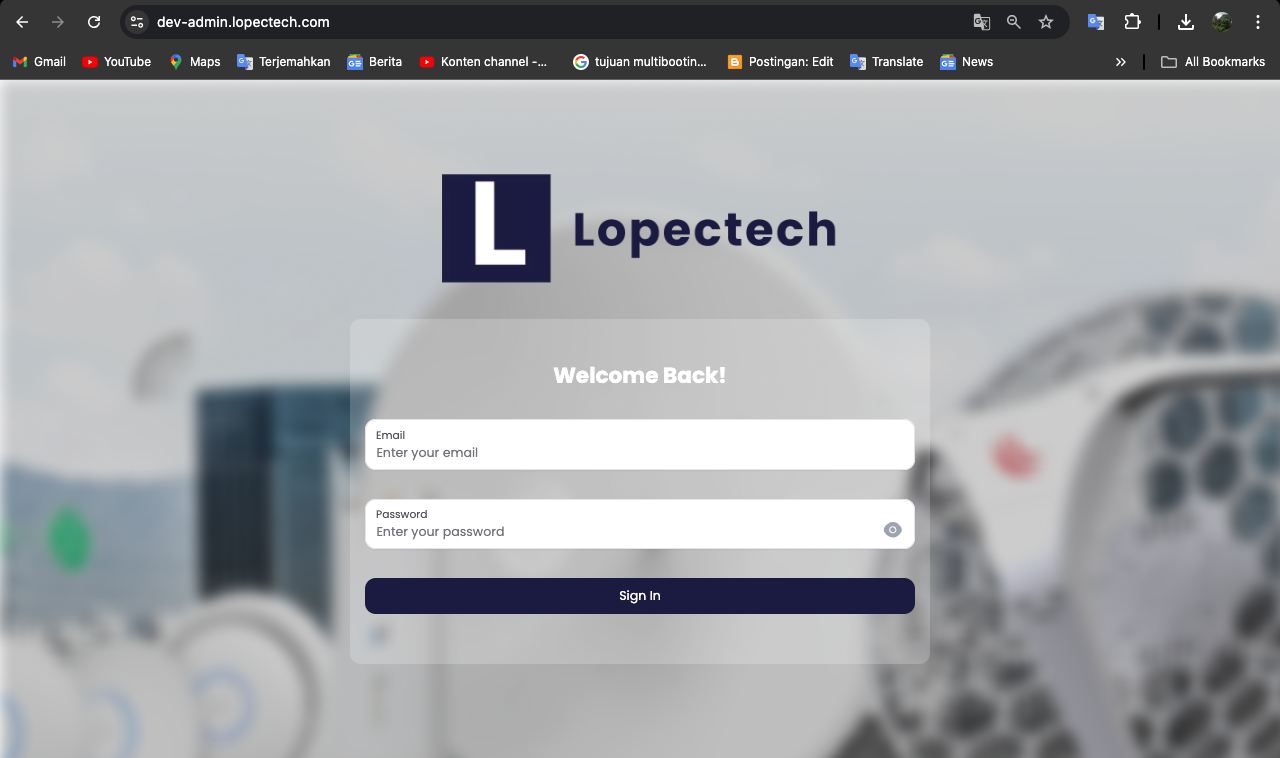 dev-admin.lopectech.com
Gmail YouTube Maps Terjemahkan Berita Konten channel -... tujuan multibootin... Postingan: Edit Translate News » All Bookmarks
L Lopectech
Welcome Back!
Email
Enter your email
Password
Enter your password
Sign In